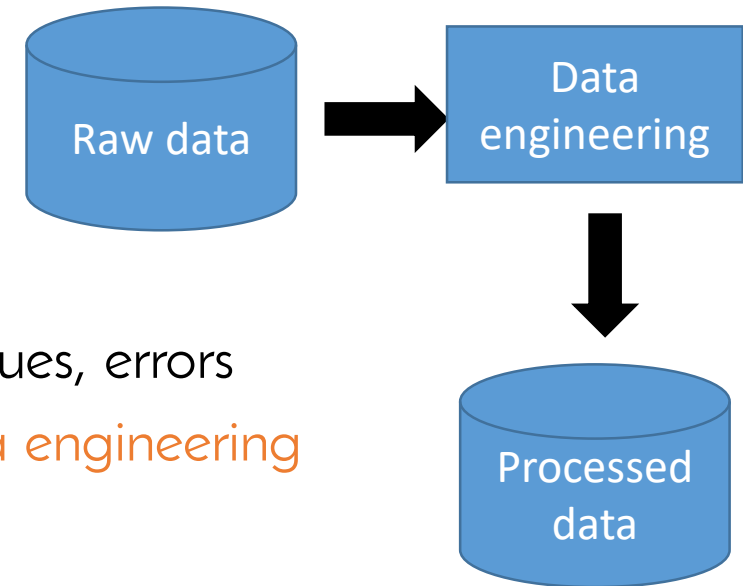 Raw data
Data
engineering
ues, errors
engineering
Processed
data